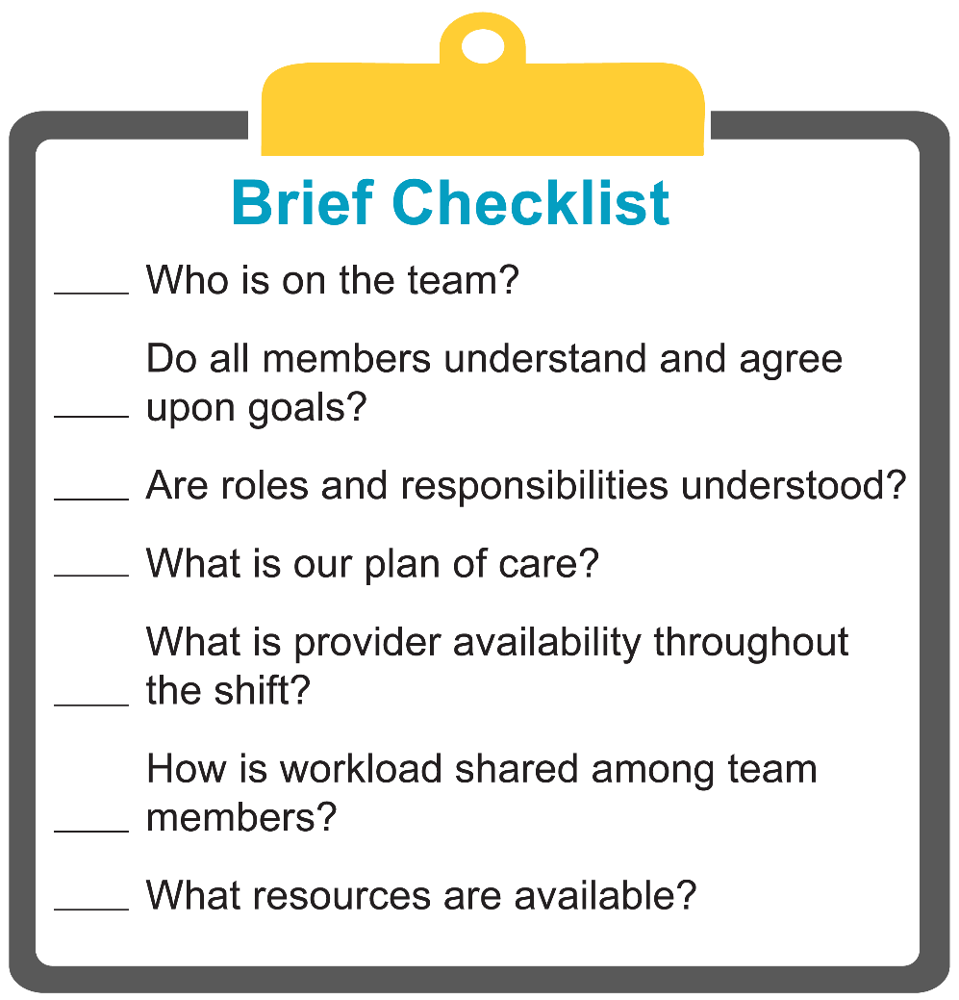 Brief Checklist
____ Who is on the team?
Do all members understand and agree
____ upon goals?
____ Are roles and responsibilities understood?
____ What is our plan of care?
What is provider availability throughout
____ the shift?
How is workload shared among team
____ members?
____ What resources are available?